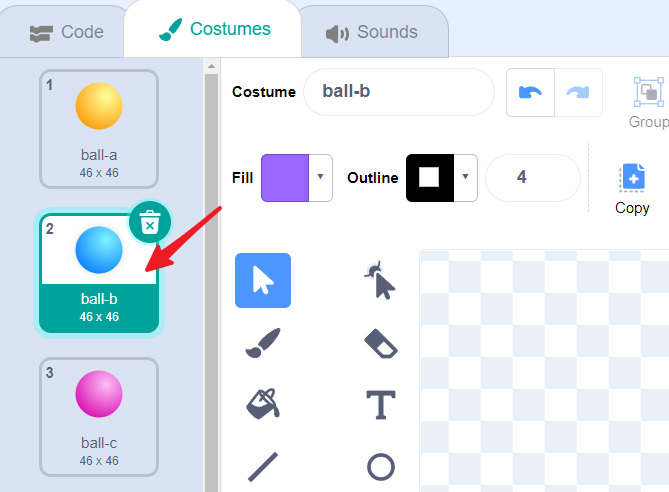 Code
Costumes
Sounds
1
ball-a
46 x 46
2
ball-b
46 x 46
3
ball-c
46 x 46
Costume
ball-b
Group
Fill
Outline
4
Copy
T